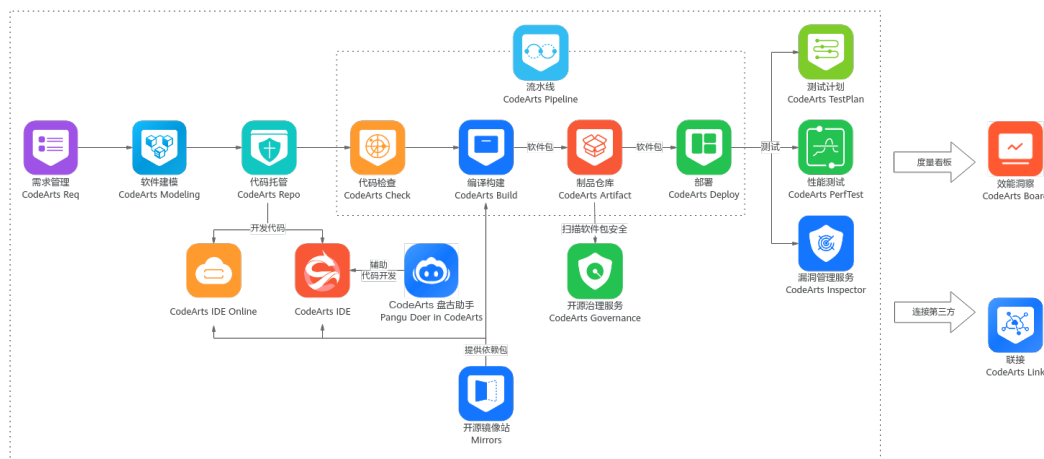 流水线
CodeArts Pipeline
测试计划
CodeArts TestPlan
需求管理
CodeArts Req
软件建模
CodeArts Modeling
代码托管
CodeArts Repo
代码检查
CodeArts Check
编译构建
CodeArts Build
软件包
制品仓库
CodeArts Artifact
软件包
部署
CodeArts Deploy
测试
性能测试
CodeArts PerfTest
度量看板
效能洞察
CodeArts Board
开发代码
扫描软件包安全
辅助
代码开发
CodeArts IDE Online
CodeArts IDE
CodeArts 盘古助手
Pangu Doer in CodeArts
开源治理服务
CodeArts Governance
漏洞管理服务
CodeArts Inspector
连接第三方
联接
CodeArts Link
提供依赖包
开源镜像站
Mirrors